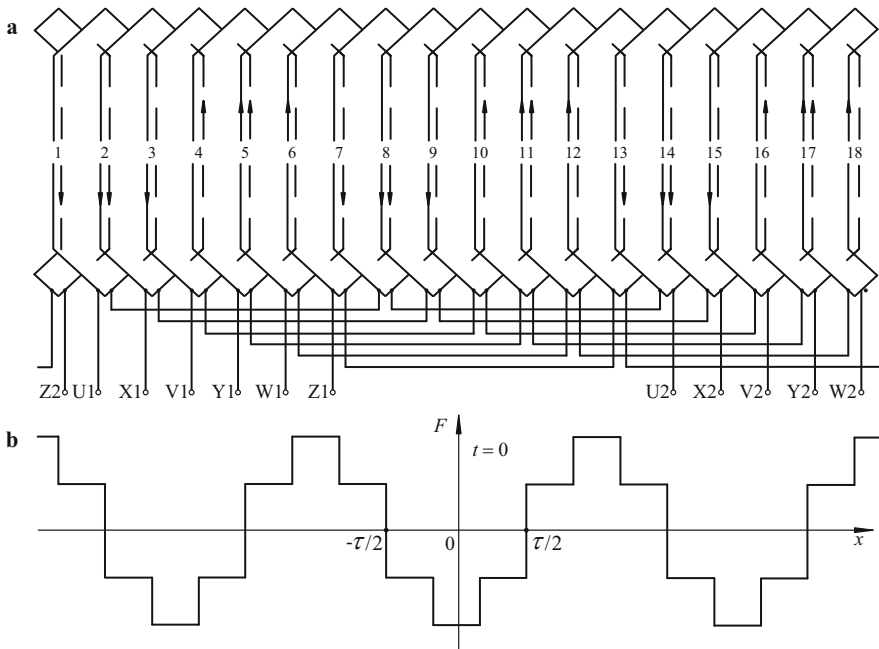 a
1 2 3 4 5 6 7 8 9 10 11 12 13 14 15 16 17 18
Z2 U1 X1 V1 Y1 W1 Z1 U2 X2 V2 Y2 W2
b
F
t = 0
-τ/2 0 τ/2 x